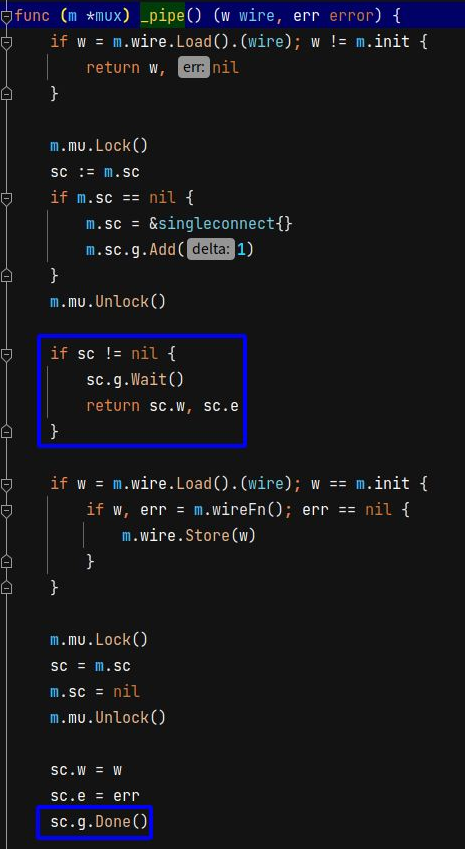 func (m *mux) _pipe() (w wire, err error) {
    if w = m.wire.Load().(wire); w != m.init {
        return w, err: nil
    }

    m.mu.Lock()
    sc := m.sc
    if m.sc == nil {
        m.sc = &singleconnect{}
        m.sc.g.Add( delta: 1)
    }
    m.mu.Unlock()

    if sc != nil {
        sc.g.Wait()
        return sc.w, sc.e
    }

    if w = m.wire.Load().(wire); w == m.init {
        if w, err = m.wireFn(); err == nil {
            m.wire.Store(w)
        }
    }

    m.mu.Lock()
    sc = m.sc
    m.sc = nil
    m.mu.Unlock()

    sc.w = w
    sc.e = err
    sc.g.Done()